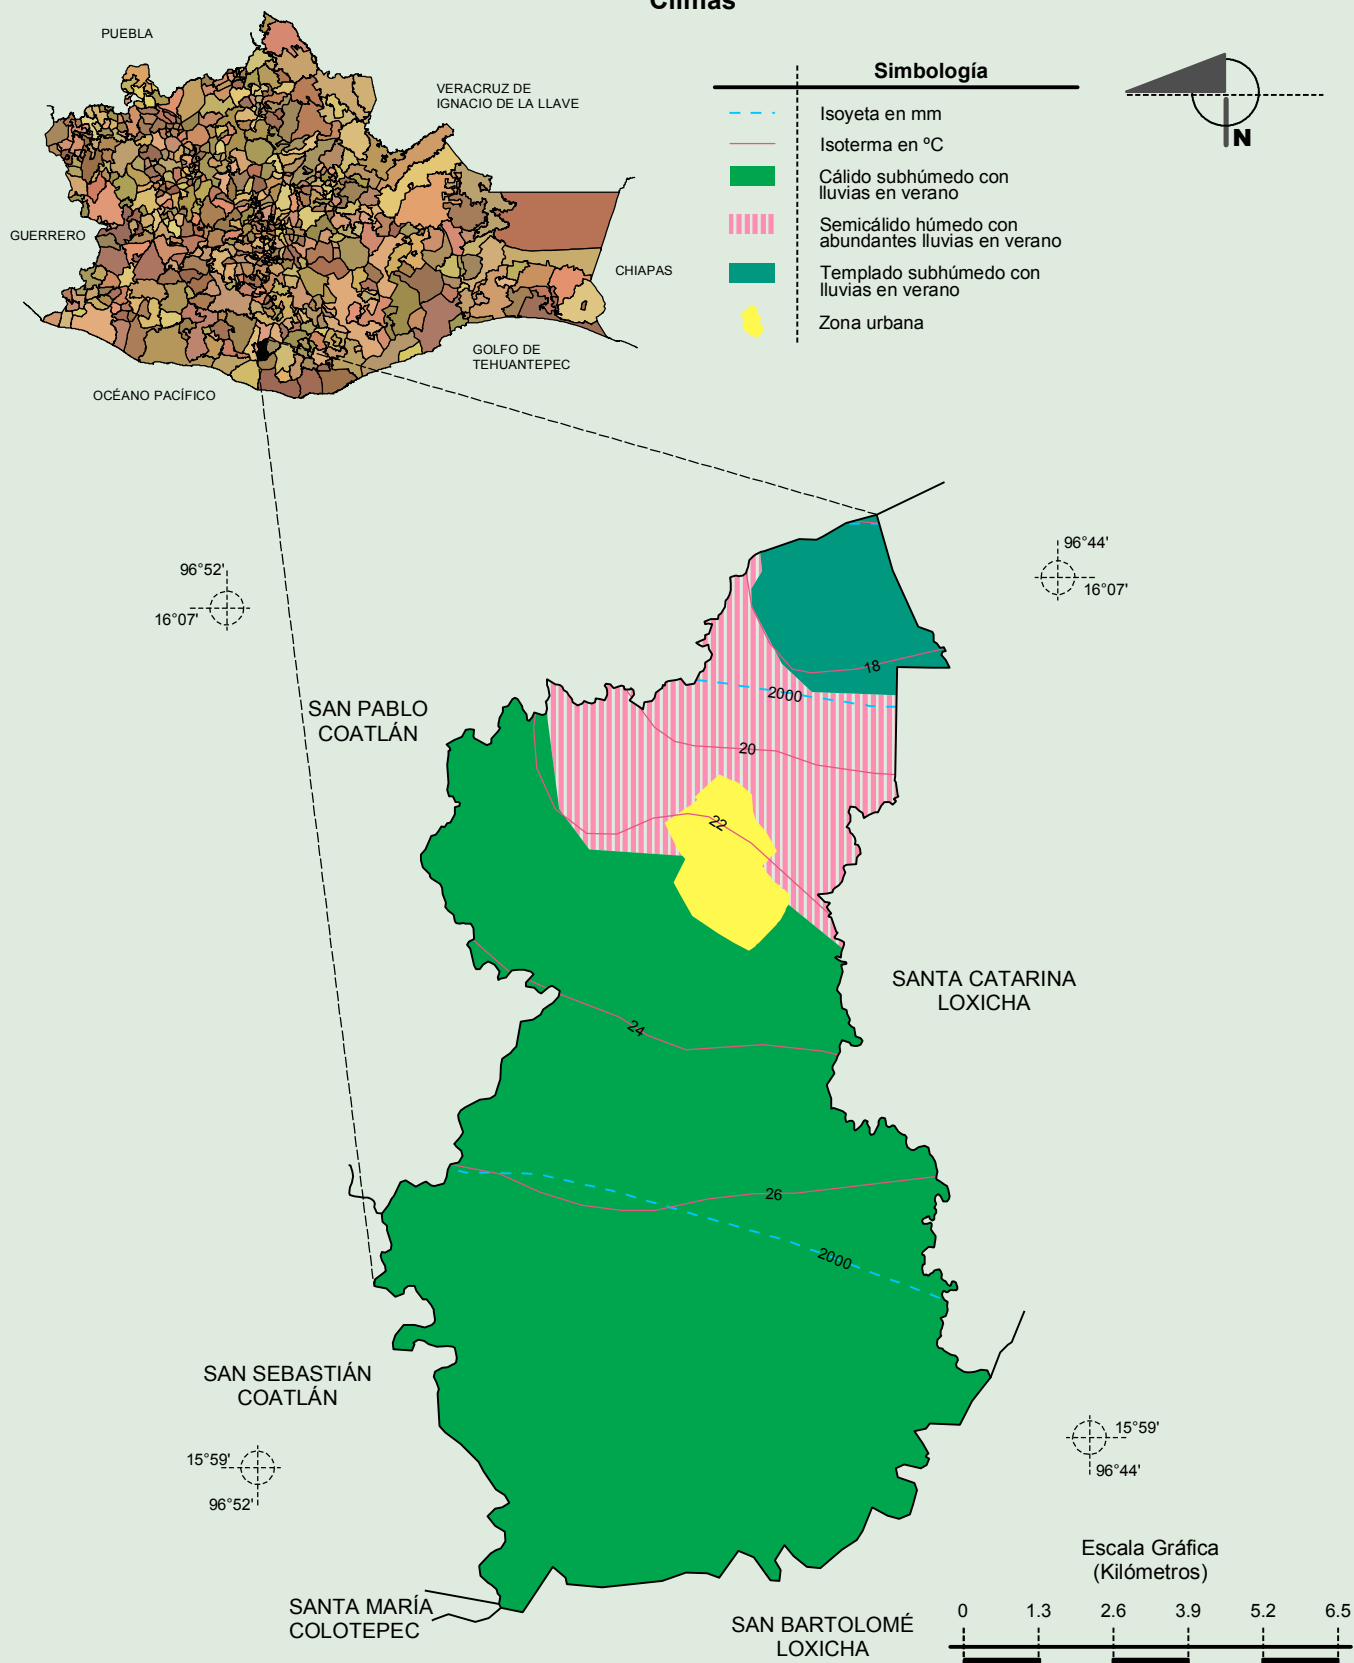 Climas
PUEBLA
VERACRUZ DE
IGNACIO DE LA LLAVE
GUERRERO
CHIAPAS
GOLFO DE
TEHUANTEPEC
OCÉANO PACÍFICO
Simbología
Isoyeta en mm
Isoterma en ºC
Cálido subhúmedo con
lluvias en verano
Semicálido húmedo con
abundantes lluvias en verano
Templado subhúmedo con
lluvias en verano
Zona urbana
N
96°52'
16°07'
96°44'
16°07'
18
2000
SAN PABLO
COATLÁN
20
22
SANTA CATARINA
LOXICHA
24
26
2000
SAN SEBASTIÁN
COATLÁN
15°59'
96°52'
15°59'
96°44'
SANTA MARÍA
COLOTEPEC
SAN BARTOLOMÉ
LOXICHA
Escala Gráfica
(Kilómetros)
0 1.3 2.6 3.9 5.2 6.5